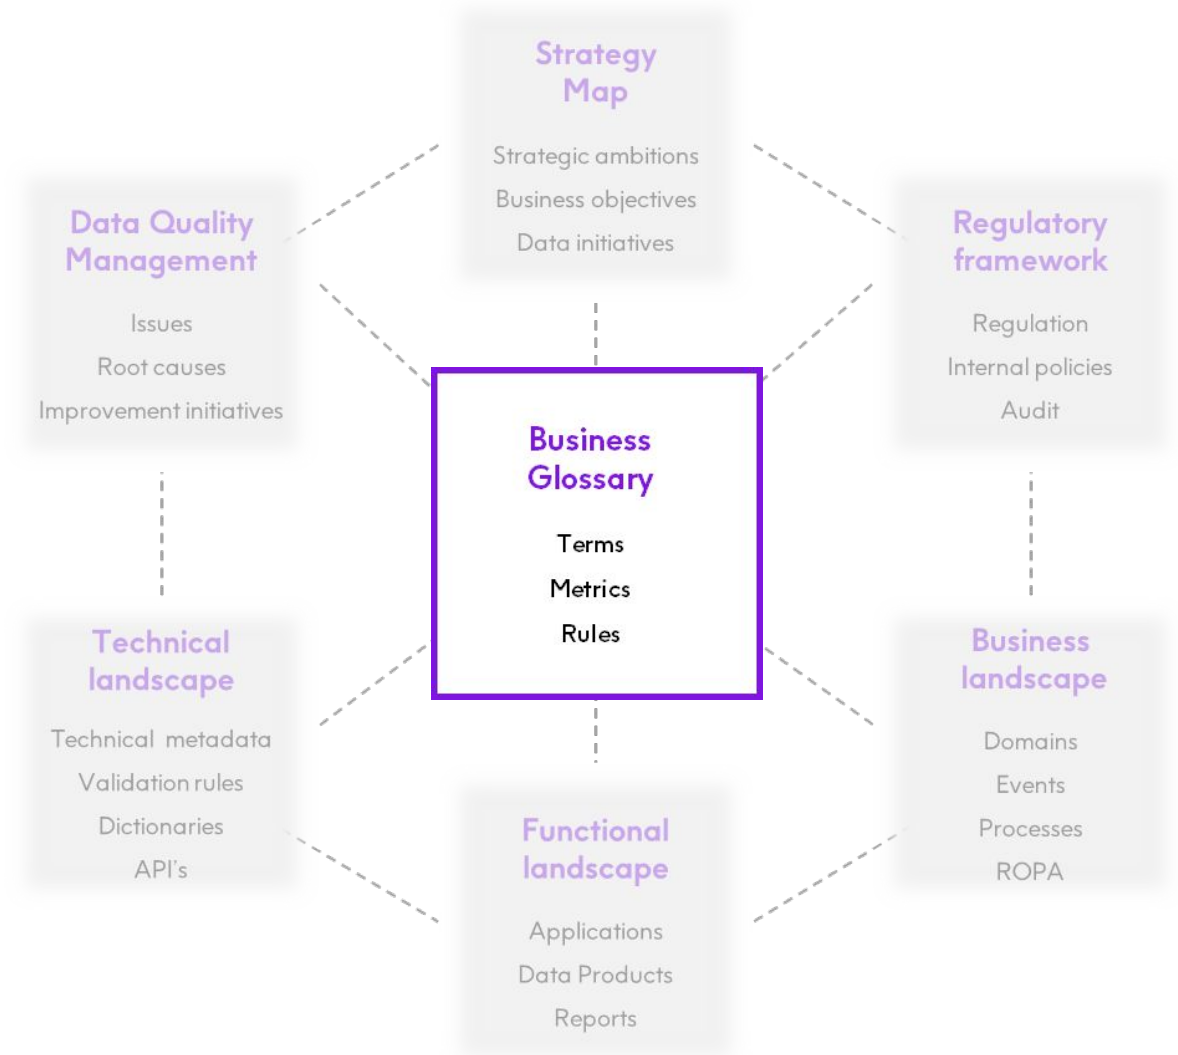 Strategy
Map
Strategic ambitions
Business objectives
Data initiatives
Data Quality
Management
Issues
Root causes
Improvement initiatives
Regulatory
framework
Regulation
Internal policies
Audit
Business
Glossary
Terms
Metrics
Rules
Technical
landscape
Technical metadata
Validation rules
Dictionaries
API's
Business
landscape
Domains
Events
Processes
ROPA
Functional
landscape
Applications
Data Products
Reports